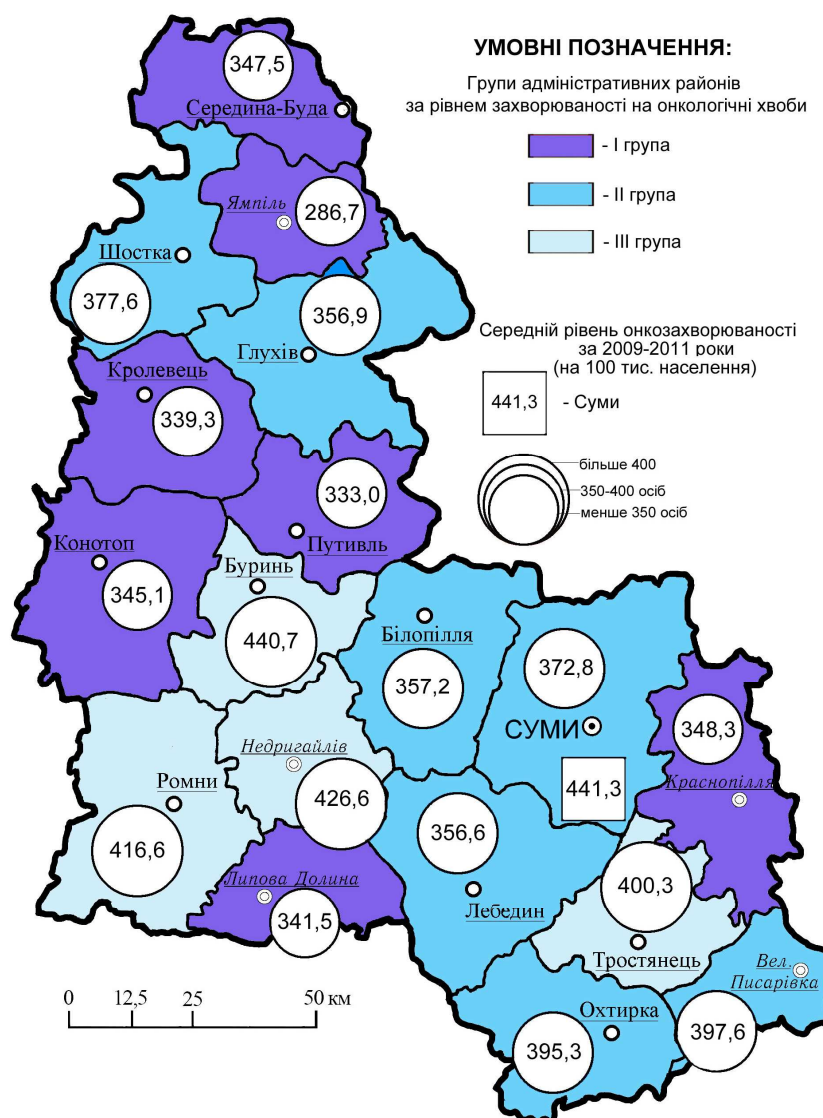 УМОВНІ ПОЗНАЧЕННЯ:
Групи адміністративних районів
за рівнем захворюваності на онкологічні хвоби
- I група
- II група
- III група
Середній рівень онкозахворюваності
за 2009-2011 роки
(на 100 тис. населення)
441,3 - Суми
більше 400
350-400 осіб
менше 350 осіб
347,5
Середина-Буда
Ямпіль
286,7
Шостка
377,6
356,9
Глухів
Кролевець
339,3
333,0
Путивль
Конотоп
345,1
Буринь
440,7
Білопілля
357,2
372,8
СУМИ
441,3
348,3
Краснопілля
Недригайлів
426,6
Ромни
416,6
356,6
Лебедин
400,3
Тростянець
Липова Долина
341,5
Вел.
Писарівка
397,6
Охтирка
395,3
0 12,5 25 50 км